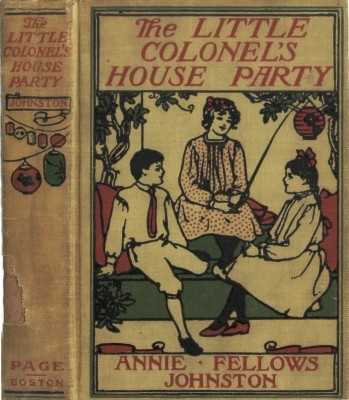 The
LITTLE
COLONEL'S
HOUSE
PARTY
JOHNSTON
PAGE
BOSTON
The LITTLE
COLONEL'S
HOUSE PARTY
ANNIE · FELLOWS
JOHNSTON